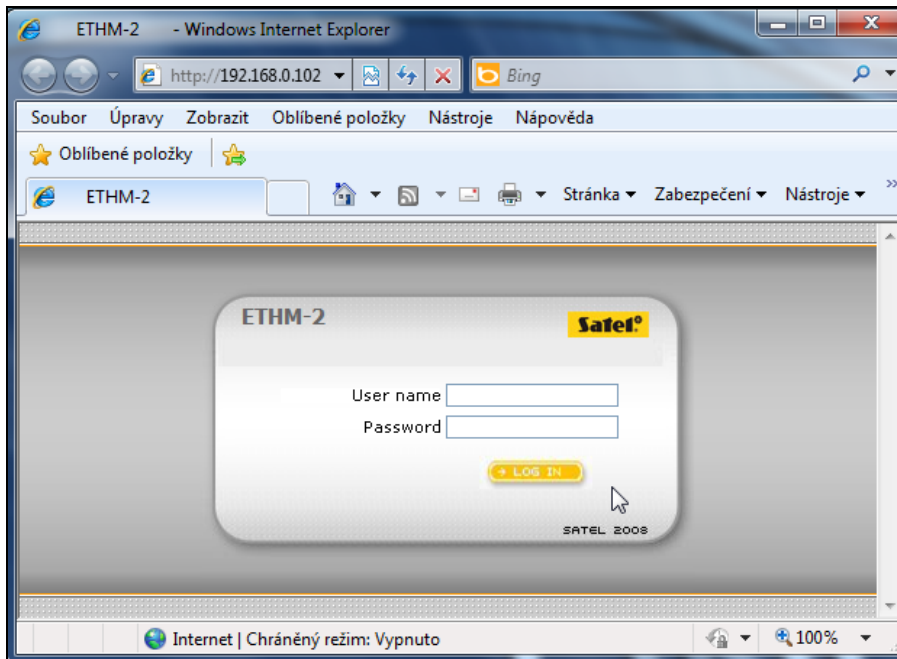 ETHM-2 - Windows Internet Explorer
http://192.168.0.102 Bing
Soubor Úpravy Zobrazit Oblíbené položky Nástroje Nápověda
Oblíbené položky
ETHM-2 Stránka Zabezpečení Nástroje »
ETHM-2 Satel
User name
Password
LOG IN
SATEL 2008
Internet | Chráněný režim: Vypnuto 100%